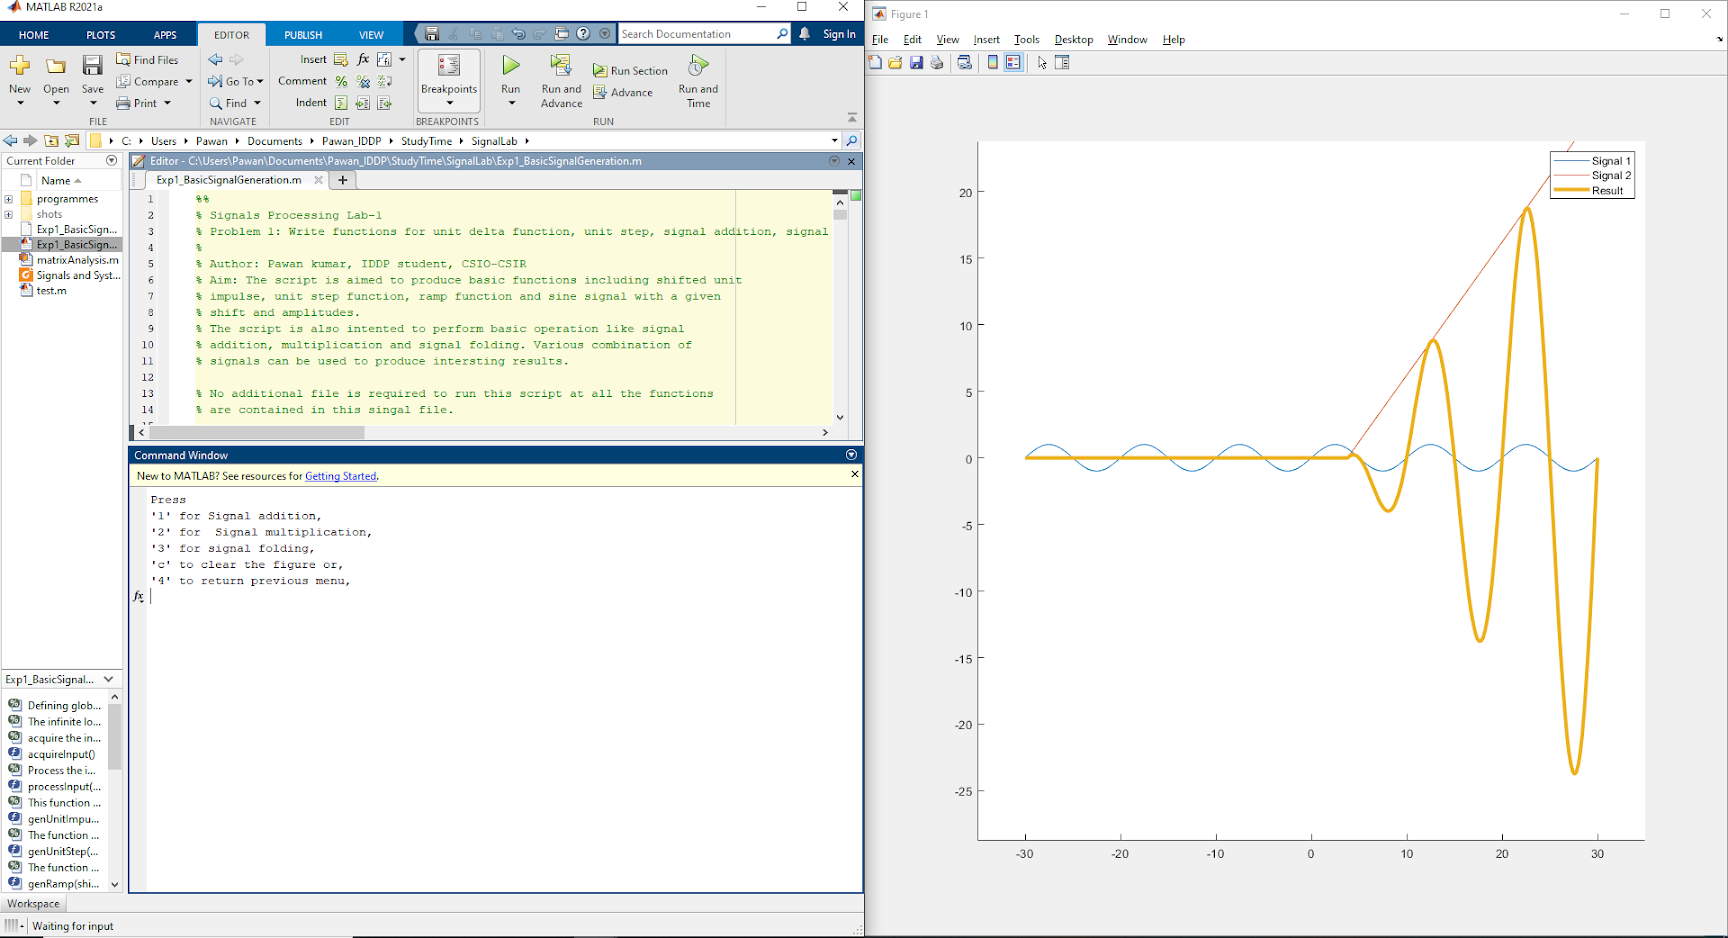 MATLAB R2021a
HOME PLOTS APPS EDITOR PUBLISH VIEW Search Documentation Sign In
New Open Save Find Files Compare Print
FILE
Go To Find
NAVIGATE
Insert fx
Comment
Indent
EDIT
Breakpoints
BREAKPOINTS
Run Run and Advance Run Section Advance Run and Time
RUN
C: Users Pawan Documents Pawan_IDDP StudyTime SignalLab
Current Folder
Name
programmes
shots
Exp1_BasicSign...
Exp1_BasicSign...
matrixAnalysis.m
Signals and Syst...
test.m
Editor - C:\Users\Pawan\Documents\Pawan_IDDP\StudyTime\SignalLab\Exp1_BasicSignalGeneration.m
Exp1_BasicSignalGeneration.m
1 %%
2 % Signals Processing Lab-1
3 % Problem 1: Write functions for unit delta function, unit step, signal addition, signal
4 %
5 % Author: Pawan kumar, IDDP student, CSIO-CSIR
6 % Aim: The script is aimed to produce basic functions including shifted unit
7 % impulse, unit step function, ramp function and sine signal with a given
8 % shift and amplitudes.
9 % The script is also intented to perform basic operation like signal
10 % addition, multiplication and signal folding. Various combination of
11 % signals can be used to produce intersting results.
12
13 % No additional file is required to run this script at all the functions
14 % are contained in this singal file.
15
Command Window
New to MATLAB? See resources for Getting Started.
Press
'1' for Signal addition,
'2' for  Signal multiplication,
'3' for signal folding,
'c' to clear the figure or,
'4' to return previous menu,
fx
Exp1_BasicSignal...
Defining glob...
The infinite lo...
acquire the in...
acquireInput()
Process the i...
processInput(...
This function ...
genUnitImpu...
The function ...
genUnitStep(...
The function ...
genRamp(shi...
Workspace
Waiting for input
Figure 1
File Edit View Insert Tools Desktop Window Help
Signal 1
Signal 2
Result
20
15
10
5
0
-5
-10
-15
-20
-25
-30 -20 -10 0 10 20 30